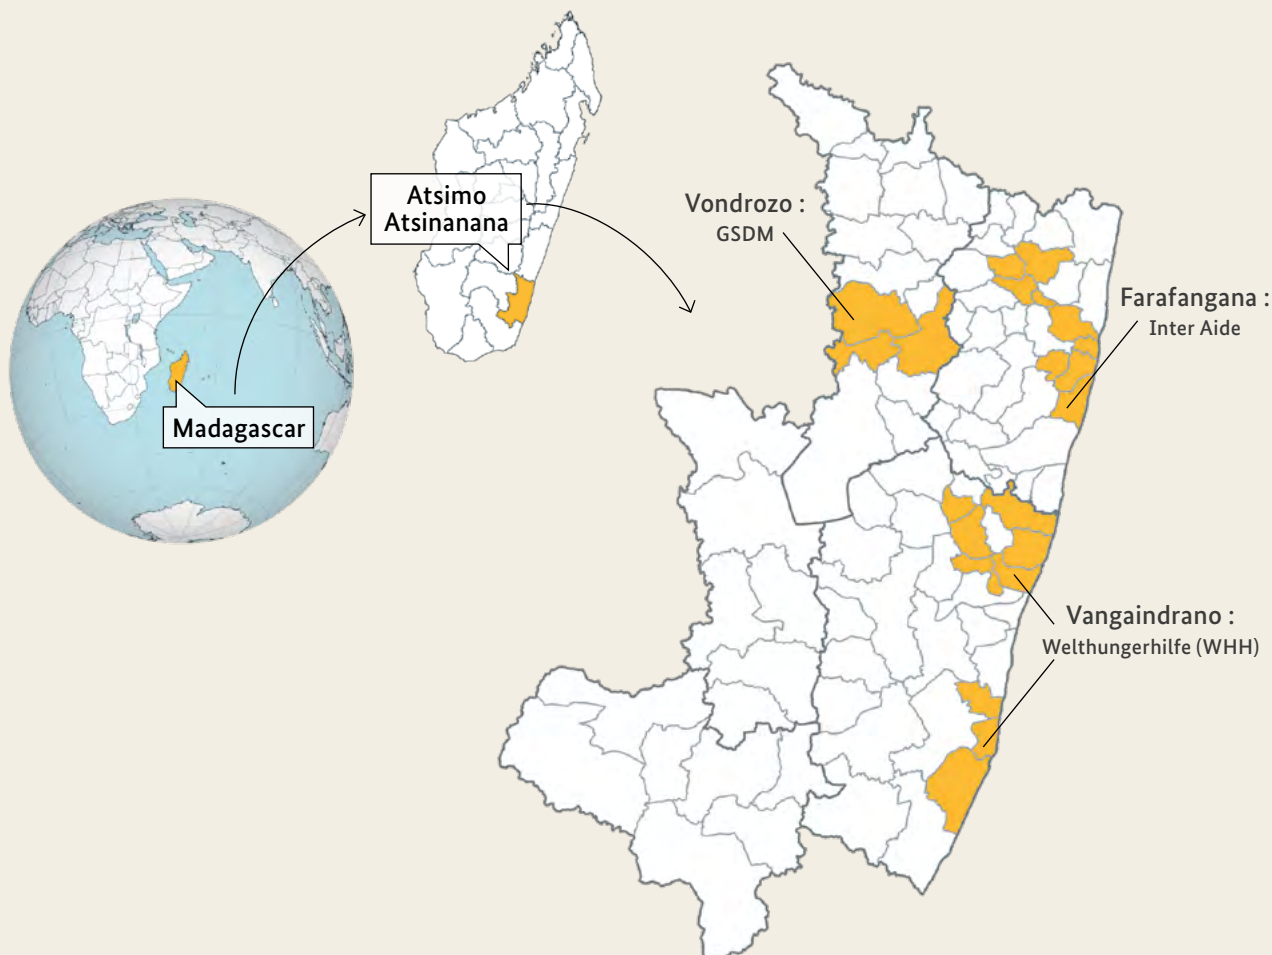 Atsimo
Atsinanana
Madagascar
Vondrozo :
GSDM
Farafangana :
Inter Aide
Vangaindrano :
Welthungerhilfe (WHH)